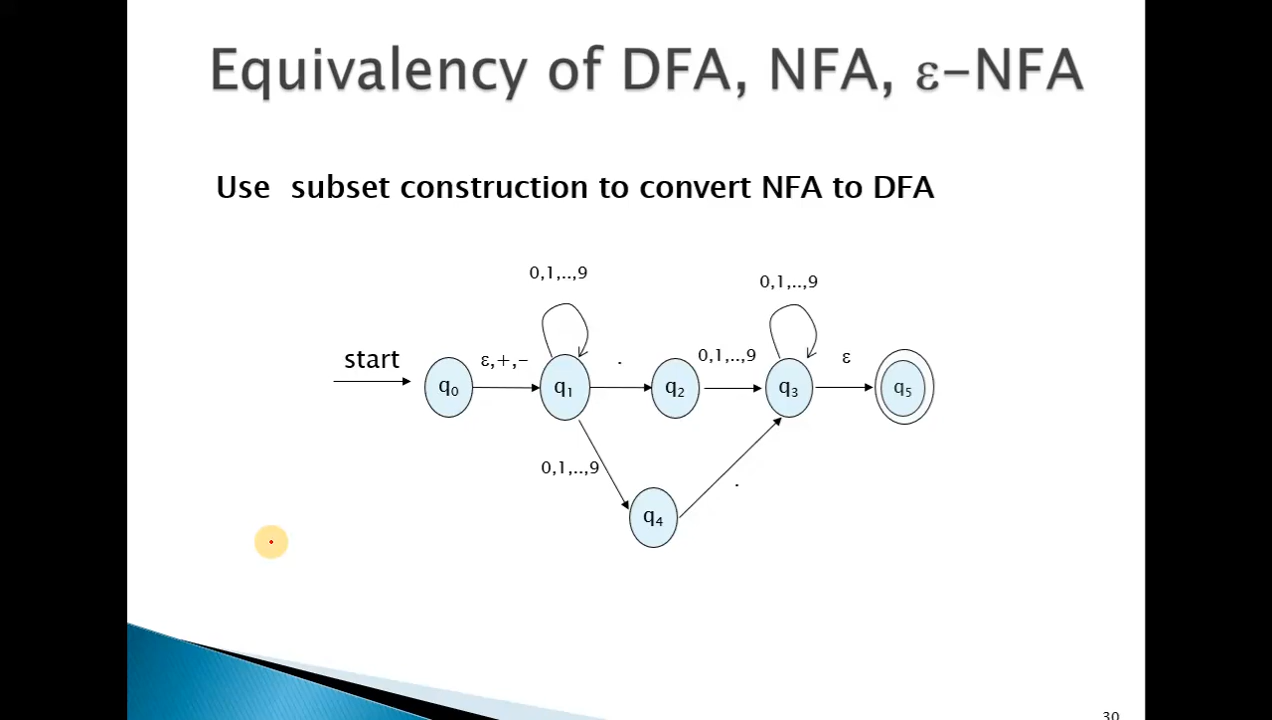 Equivalency of DFA, NFA, ε-NFA
Use subset construction to convert NFA to DFA
0,1,..,9
0,1,..,9
start
ε,+,-
.
0,1,..,9
ε
q0
q1
q2
q3
q5
0,1,..,9
.
q4
30